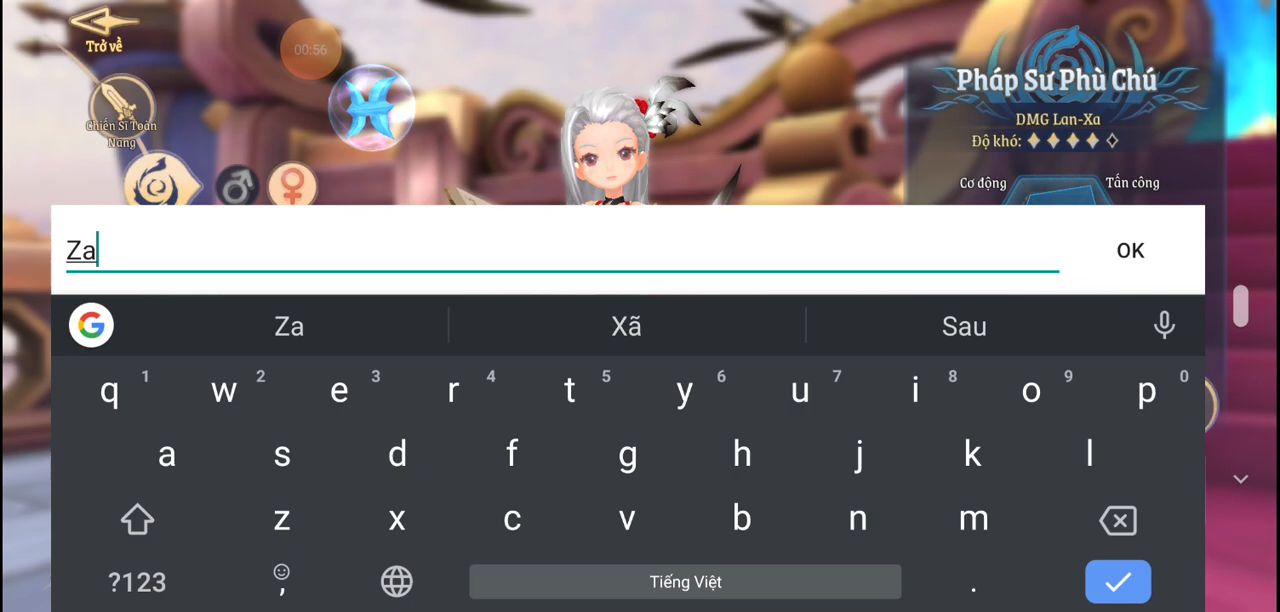 Trở về
00:56
Chiến Sĩ Toàn
Năng
Pháp Sư Phù Chú
DMG Lan-Xa
Độ khó:
Cơ động
Tấn công
Za
OK
Za
Xã
Sau
q 1 w 2 e 3 r 4 t 5 y 6 u 7 i 8 o 9 p 0
a s d f g h j k l
z x c v b n m
?123
,
Tiếng Việt
.